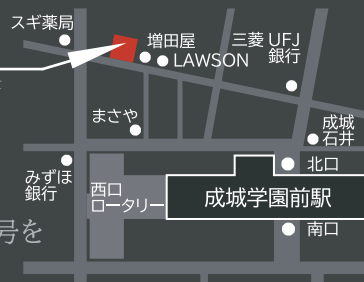 スギ薬局
増田屋
LAWSON
三菱 UFJ
銀行
まさや
成城
石井
みずほ
銀行
西口
ロータリー
北口
成城学園前駅
南口
号を